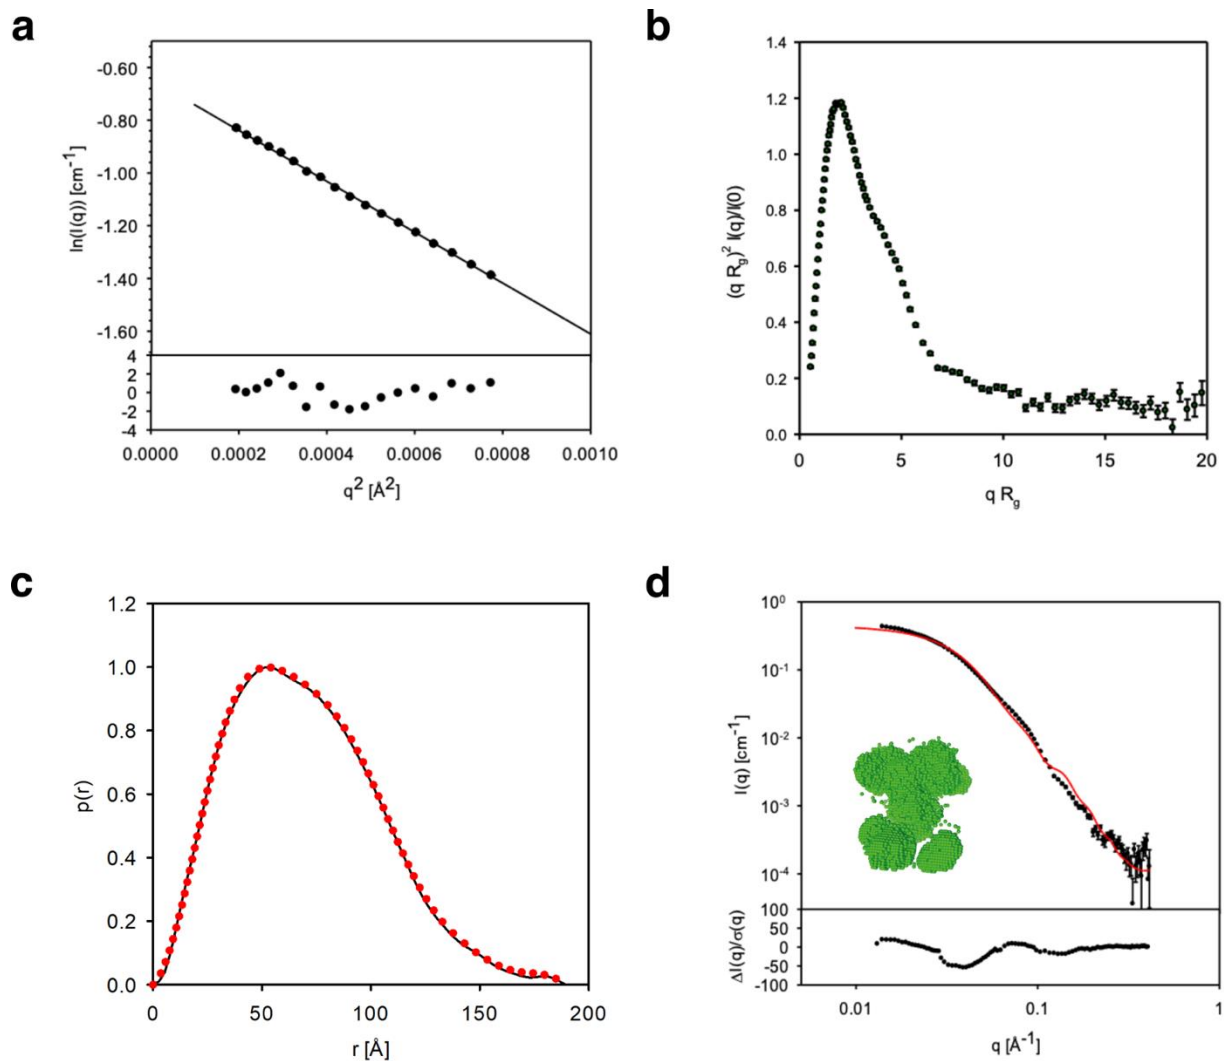 a
-0.60
-0.80
-1.00
-1.20
-1.40
-1.60
ln(I(q)) [cm⁻¹]
4
2
0
-2
-4
0.0000 0.0002 0.0004 0.0006 0.0008 0.0010
q² [Å²]
b
1.4
1.2
1.0
0.8
0.6
0.4
0.2
0.0
(q Rg)² I(q)/I(0)
0 5 10 15 20
q Rg
c
1.2
1.0
0.8
0.6
0.4
0.2
0.0
p(r)
0 50 100 150 200
r [Å]
d
10⁰
10⁻¹
10⁻²
10⁻³
10⁻⁴
I(q) [cm⁻¹]
100
50
0
-50
-100
ΔI(q)/σ(q)
0.01 0.1 1
q [Å⁻¹]